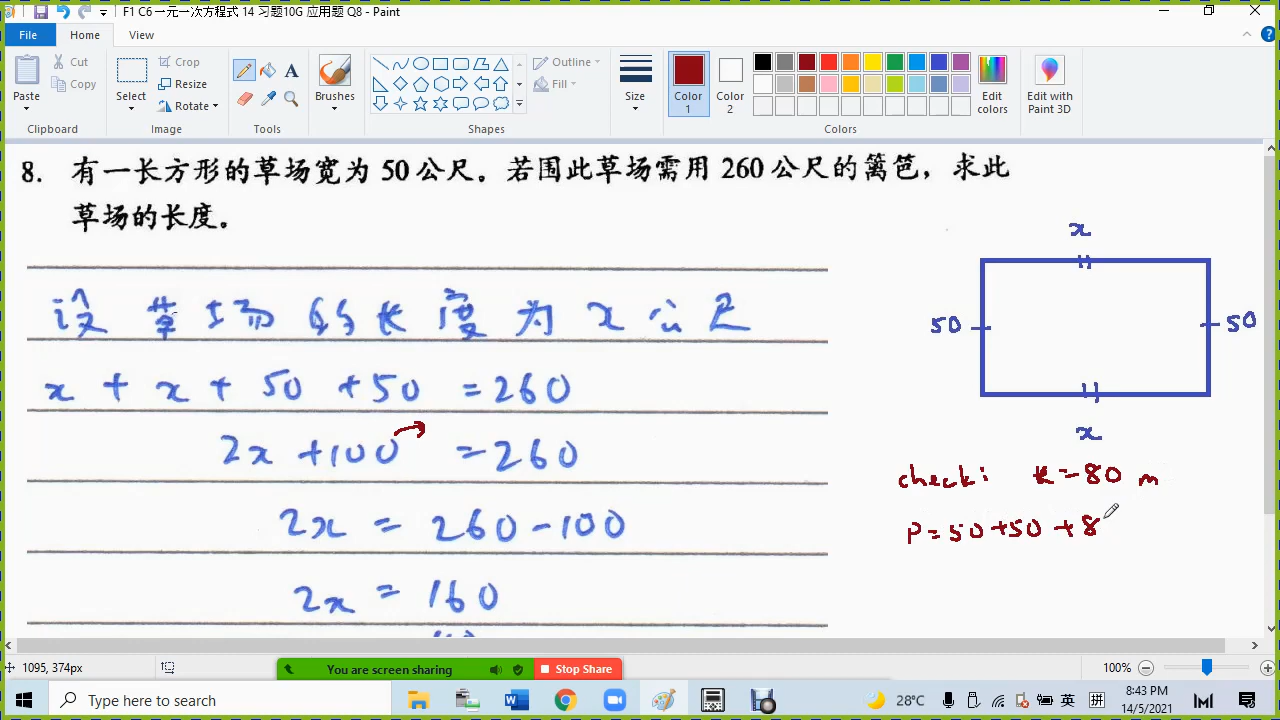 F1 C6一元一次方程式 14 习题10G 应用题 Q8 - Paint
File Home View
Paste Cut Copy Clipboard
Select Crop Resize Rotate Image
Tools
Brushes
Outline Fill Shapes
Size
Color 1 Color 2 Edit colors Colors
Edit with Paint 3D
8. 有一长方形的草场宽为 50 公尺。若围此草场需用 260 公尺的篱笆，求此
草场的长度。
设草场的长度为 x 公尺
x + x + 50 + 50 = 260
2x + 100 = 260
2x = 260 - 100
2x = 160
x
50 50
x
check: x = 80 m
P = 50 + 50 + 8
1095, 374px 100%
You are screen sharing Stop Share
Type here to search 28°C 英 拼 8:43 PM 14/5/2021